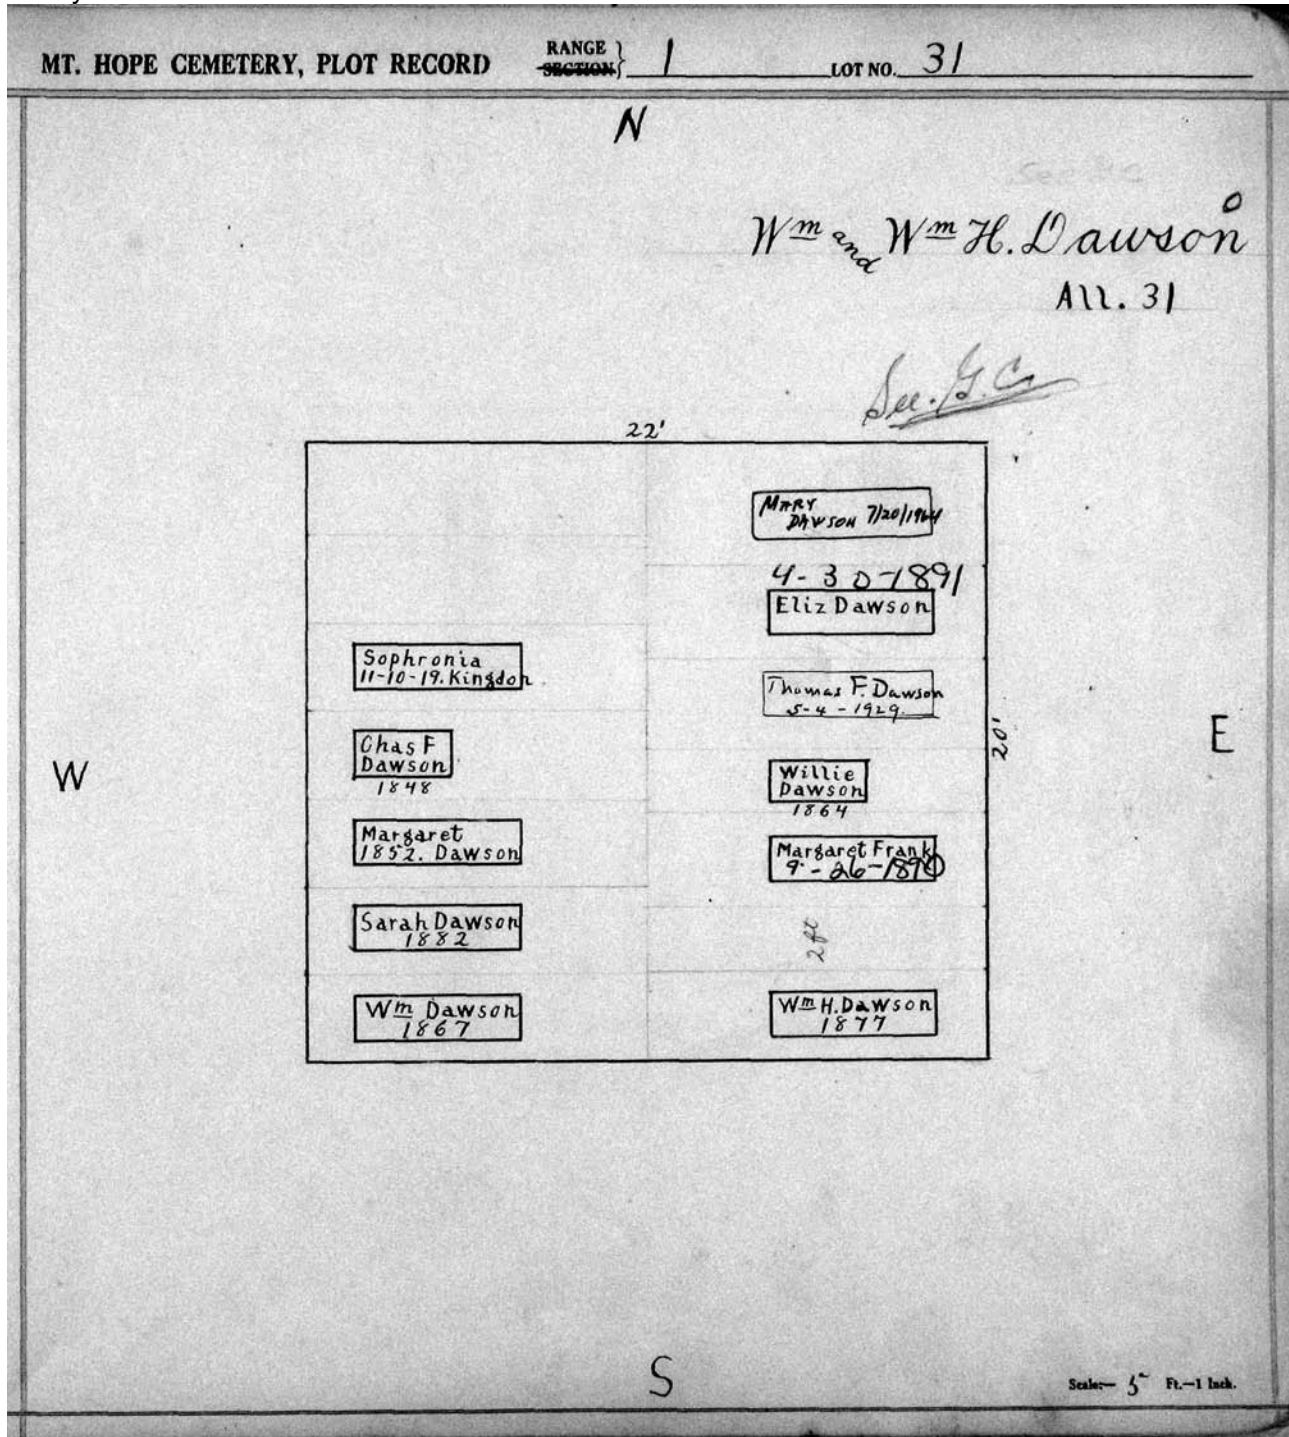 MT. HOPE CEMETERY, PLOT RECORD
RANGE
SECTION
1
LOT NO. 31
N
Wm and Wm H. Dawson
All. 31
See. G.C.
22'
MARY
DAWSON 7/20/1964
4-30-1891
Eliz Dawson
Sophronia
11-10-19. Kingdon
Thomas F. Dawson
5-4-1929.
Chas F
Dawson
1848
20'
E
W
Willie
Dawson
1864
Margaret
1852. Dawson
Margaret Frank
9-26-1890
Sarah Dawson
1882
2 ft
Wm Dawson
1867
Wm H. Dawson
1877
S
Scale:— 5 Ft.—1 Inch.